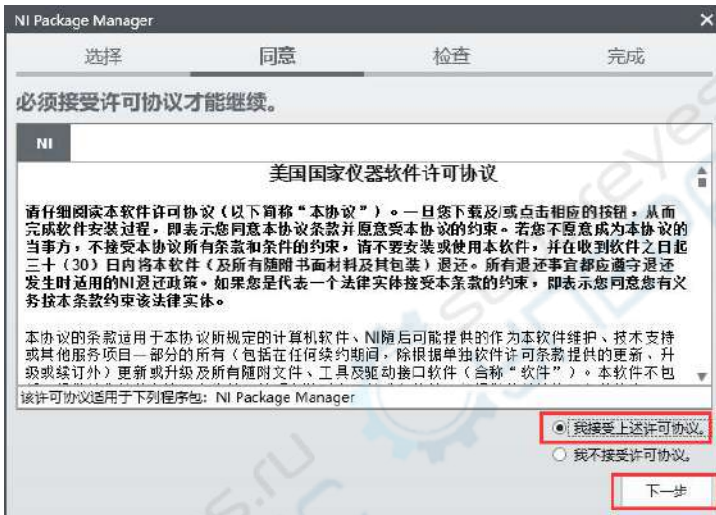 NI Package Manager
选择 同意 检查 完成
必须接受许可协议才能继续。
NI
美国国家仪器软件许可协议
请仔细阅读本软件许可协议（以下简称“本协议”）。一旦您下载及/或点击相应的按钮，从而
完成软件安装过程，即表示您同意本协议条款并愿意受本协议的约束。若您不愿意成为本协议的
当事方，不接受本协议所有条款和条件的约束，请不要安装或使用本软件，并在收到软件之日起
三十（30）日内将本软件（及所有随附书面材料及其包装）退还。所有退还事宜都应遵守退还
发生时适用的NI退还政策。如果您是代表一个法律实体接受本条款的约束，即表示您同意您有义
务按本条款约束该法律实体。
本协议的条款适用于本协议所规定的计算机软件、NI随后可能提供的作为本软件维护、技术支持
或其他服务项目一部分的所有（包括在任何续约期间，除根据单独软件许可条款提供的更新、升
级或续订外）更新或升级及所有随附文件、工具及驱动接口软件（合称“软件”）。本软件不包
该许可协议适用于下列程序包: NI Package Manager
我接受上述许可协议。
我不接受许可协议。
下一步